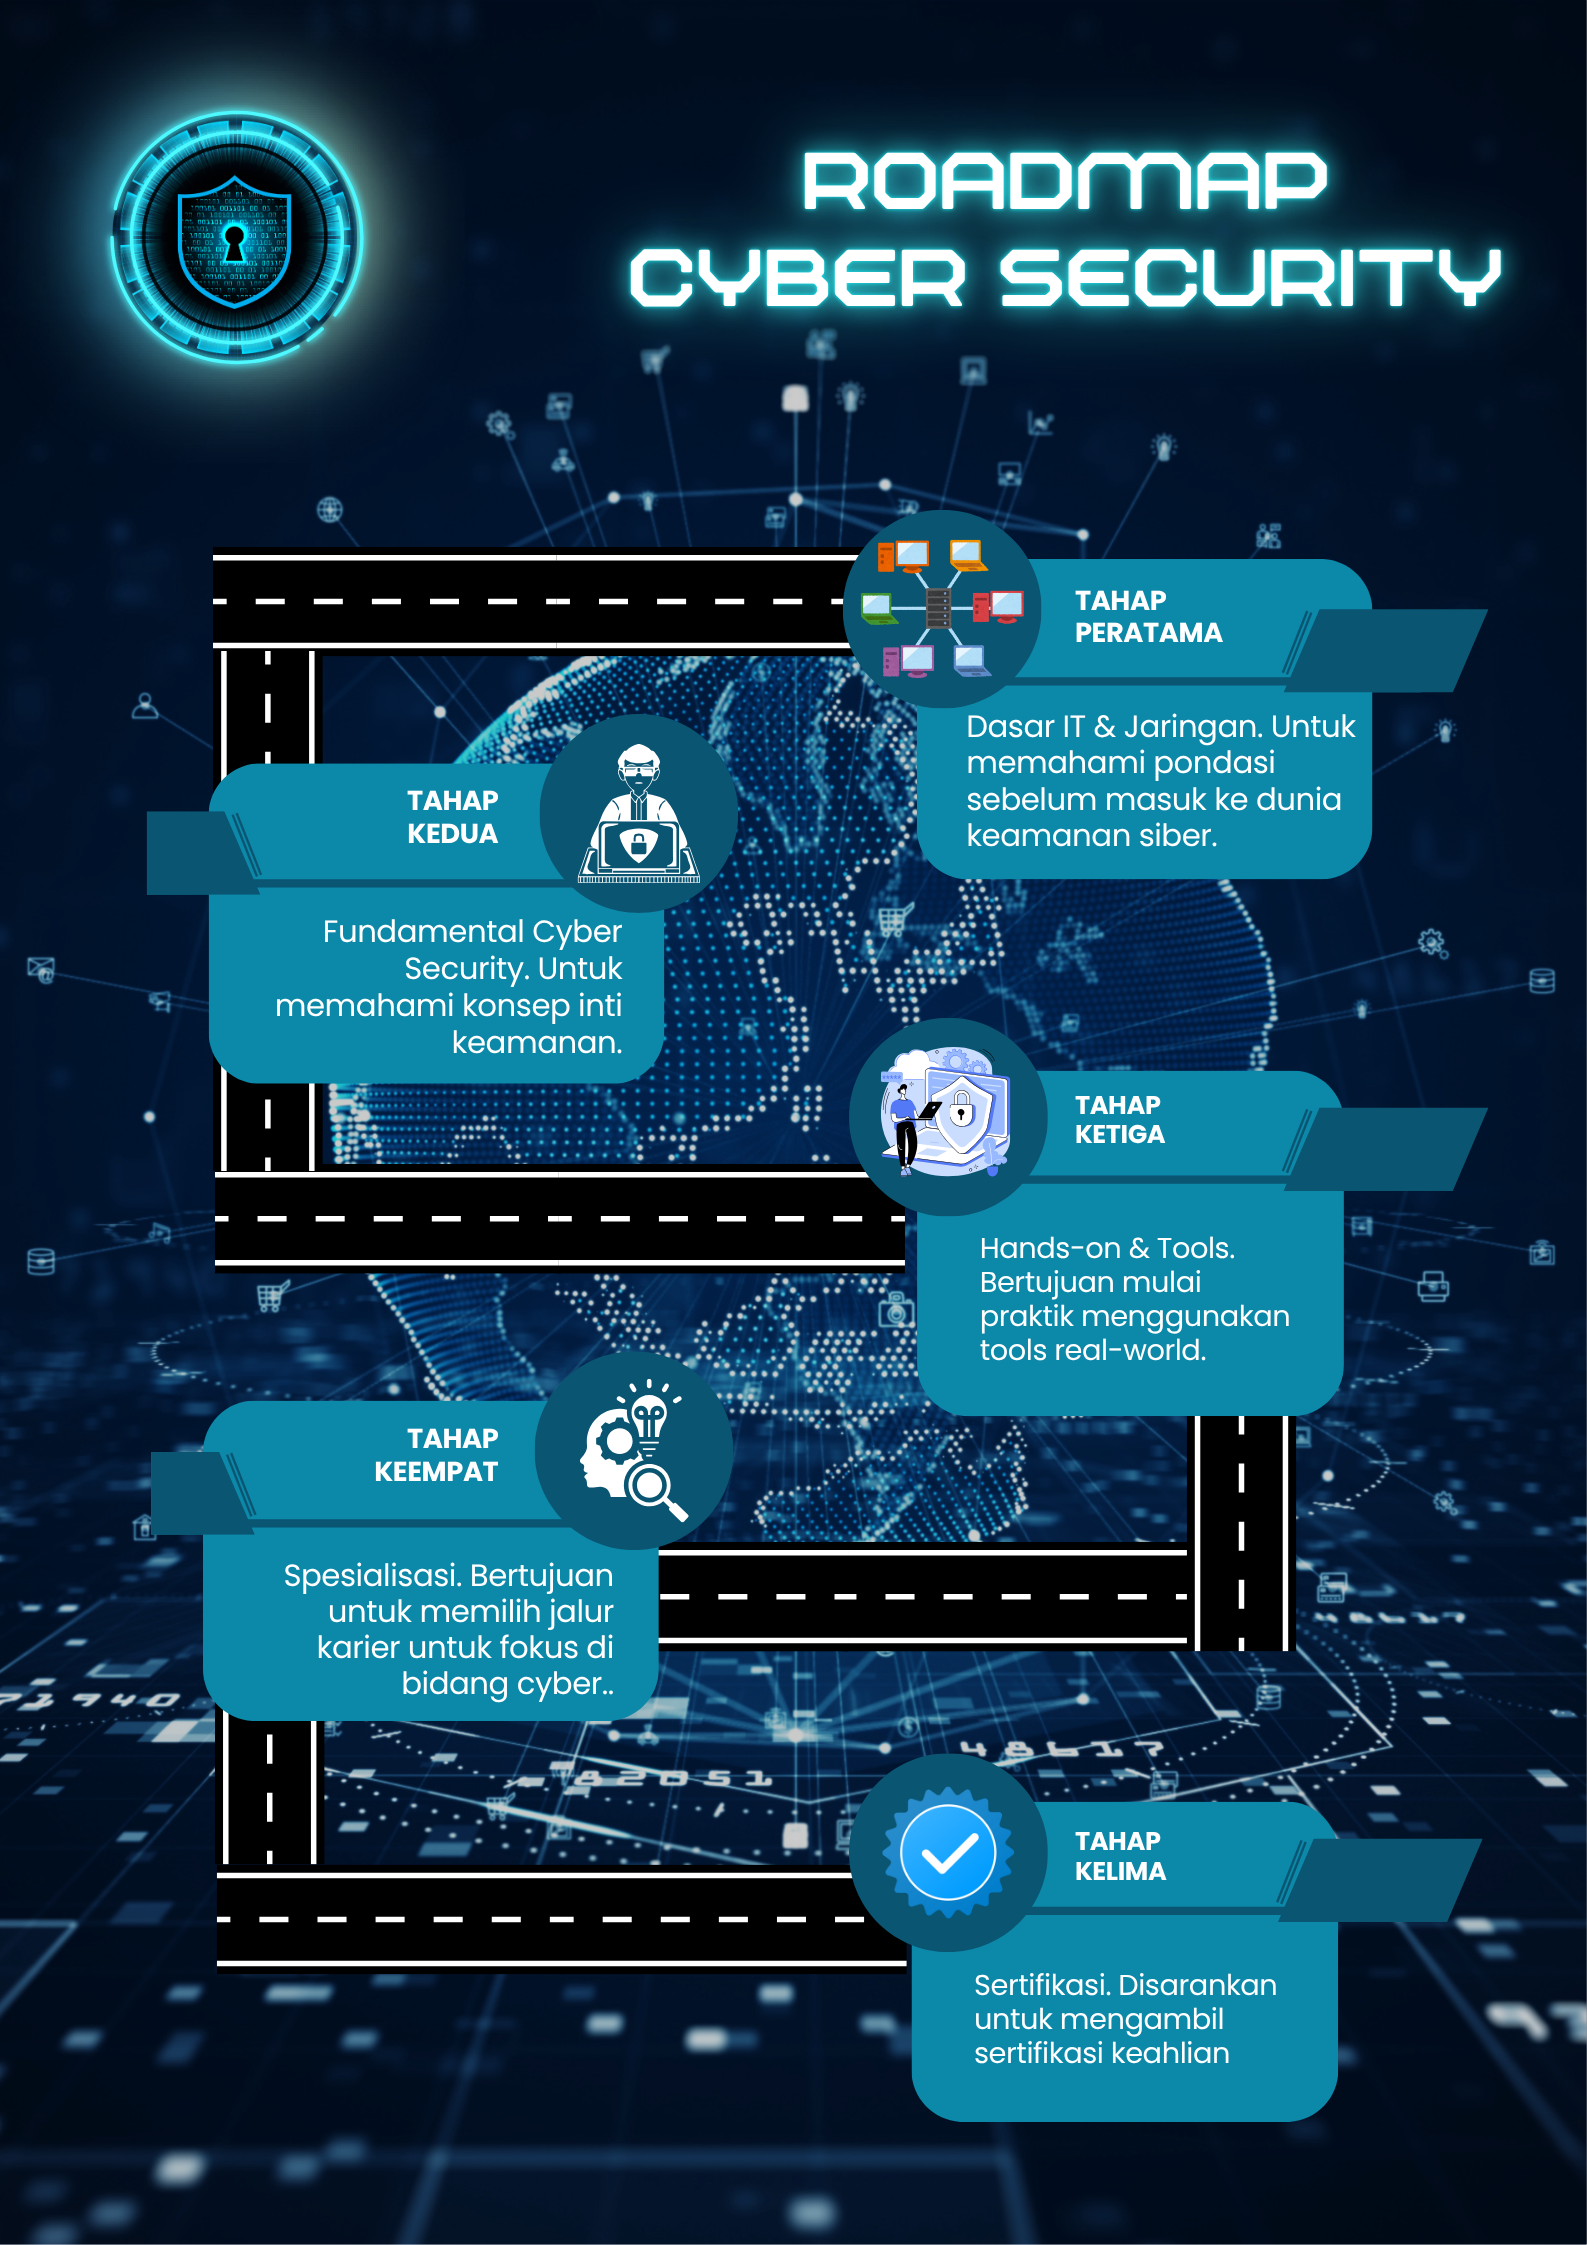 ROADMAP
CYBER SECURITY
TAHAP
PERATAMA
Dasar IT & Jaringan. Untuk
memahami pondasi
sebelum masuk ke dunia
keamanan siber.
TAHAP
KEDUA
Fundamental Cyber
Security. Untuk
memahami konsep inti
keamanan.
TAHAP
KETIGA
Hands-on & Tools.
Bertujuan mulai
praktik menggunakan
tools real-world.
TAHAP
KEEMPAT
Spesialisasi. Bertujuan
untuk memilih jalur
karier untuk fokus di
bidang cyber..
71940
48617
82051
TAHAP
KELIMA
Sertifikasi. Disarankan
untuk mengambil
sertifikasi keahlian